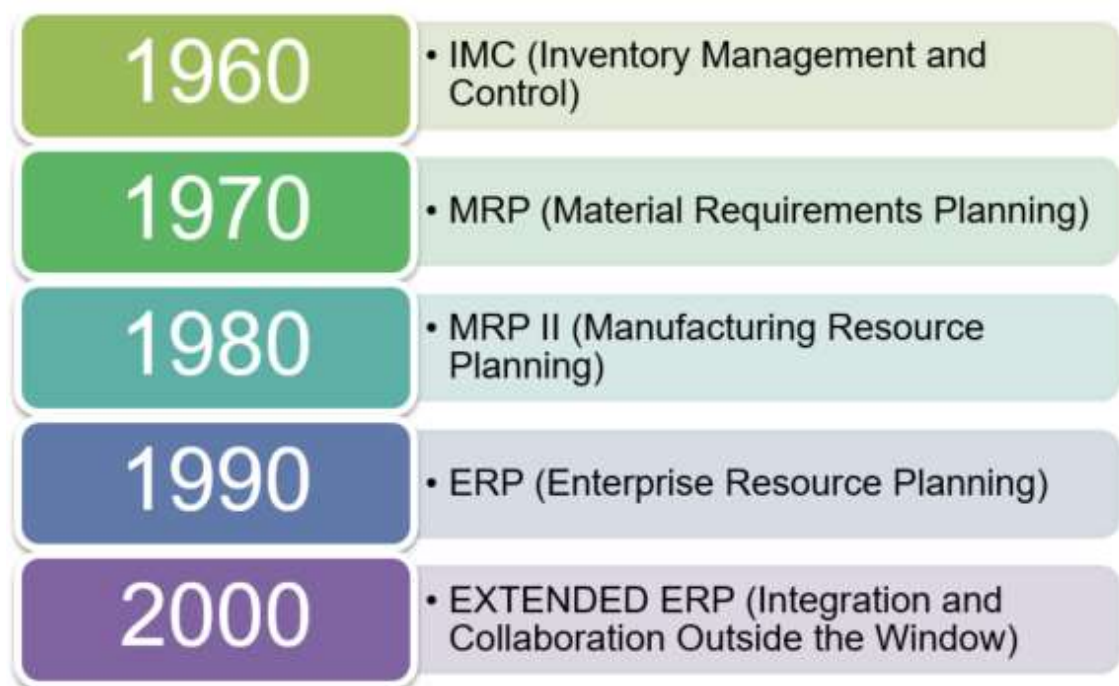 1960
• IMC (Inventory Management and
Control)
1970
• MRP (Material Requirements Planning)
1980
• MRP II (Manufacturing Resource
Planning)
1990
• ERP (Enterprise Resource Planning)
2000
• EXTENDED ERP (Integration and
Collaboration Outside the Window)